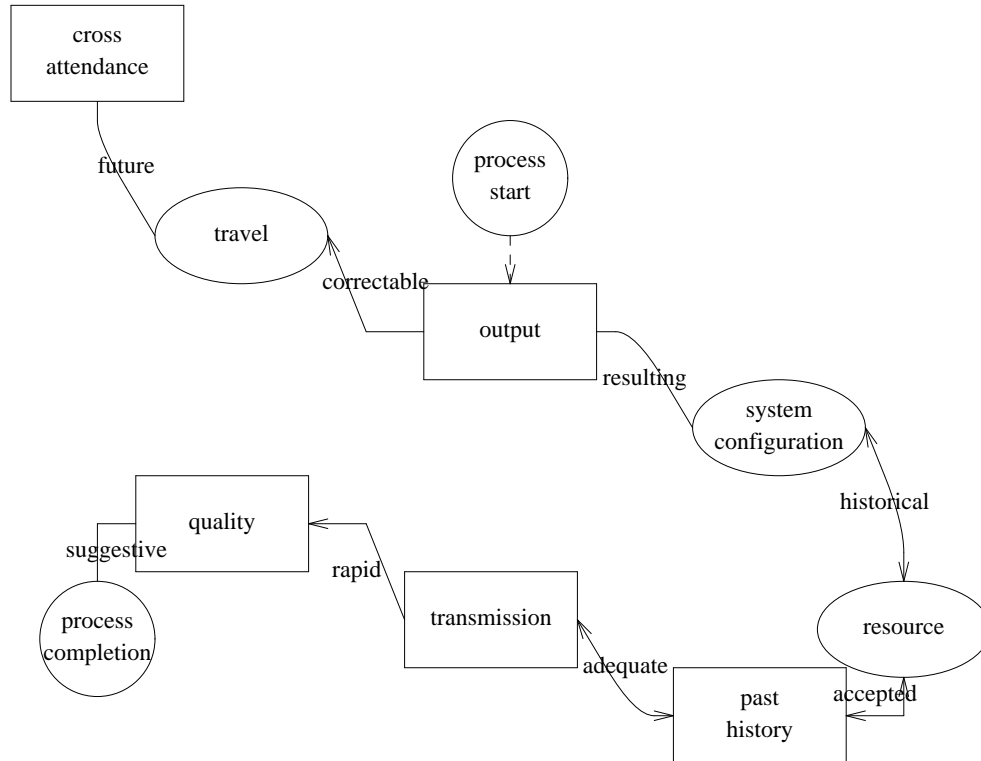 cross
attendance
future
process
start
travel
correctable
output
resulting
system
configuration
historical
quality
suggestive
rapid
transmission
process
completion
resource
adequate
accepted
past
history